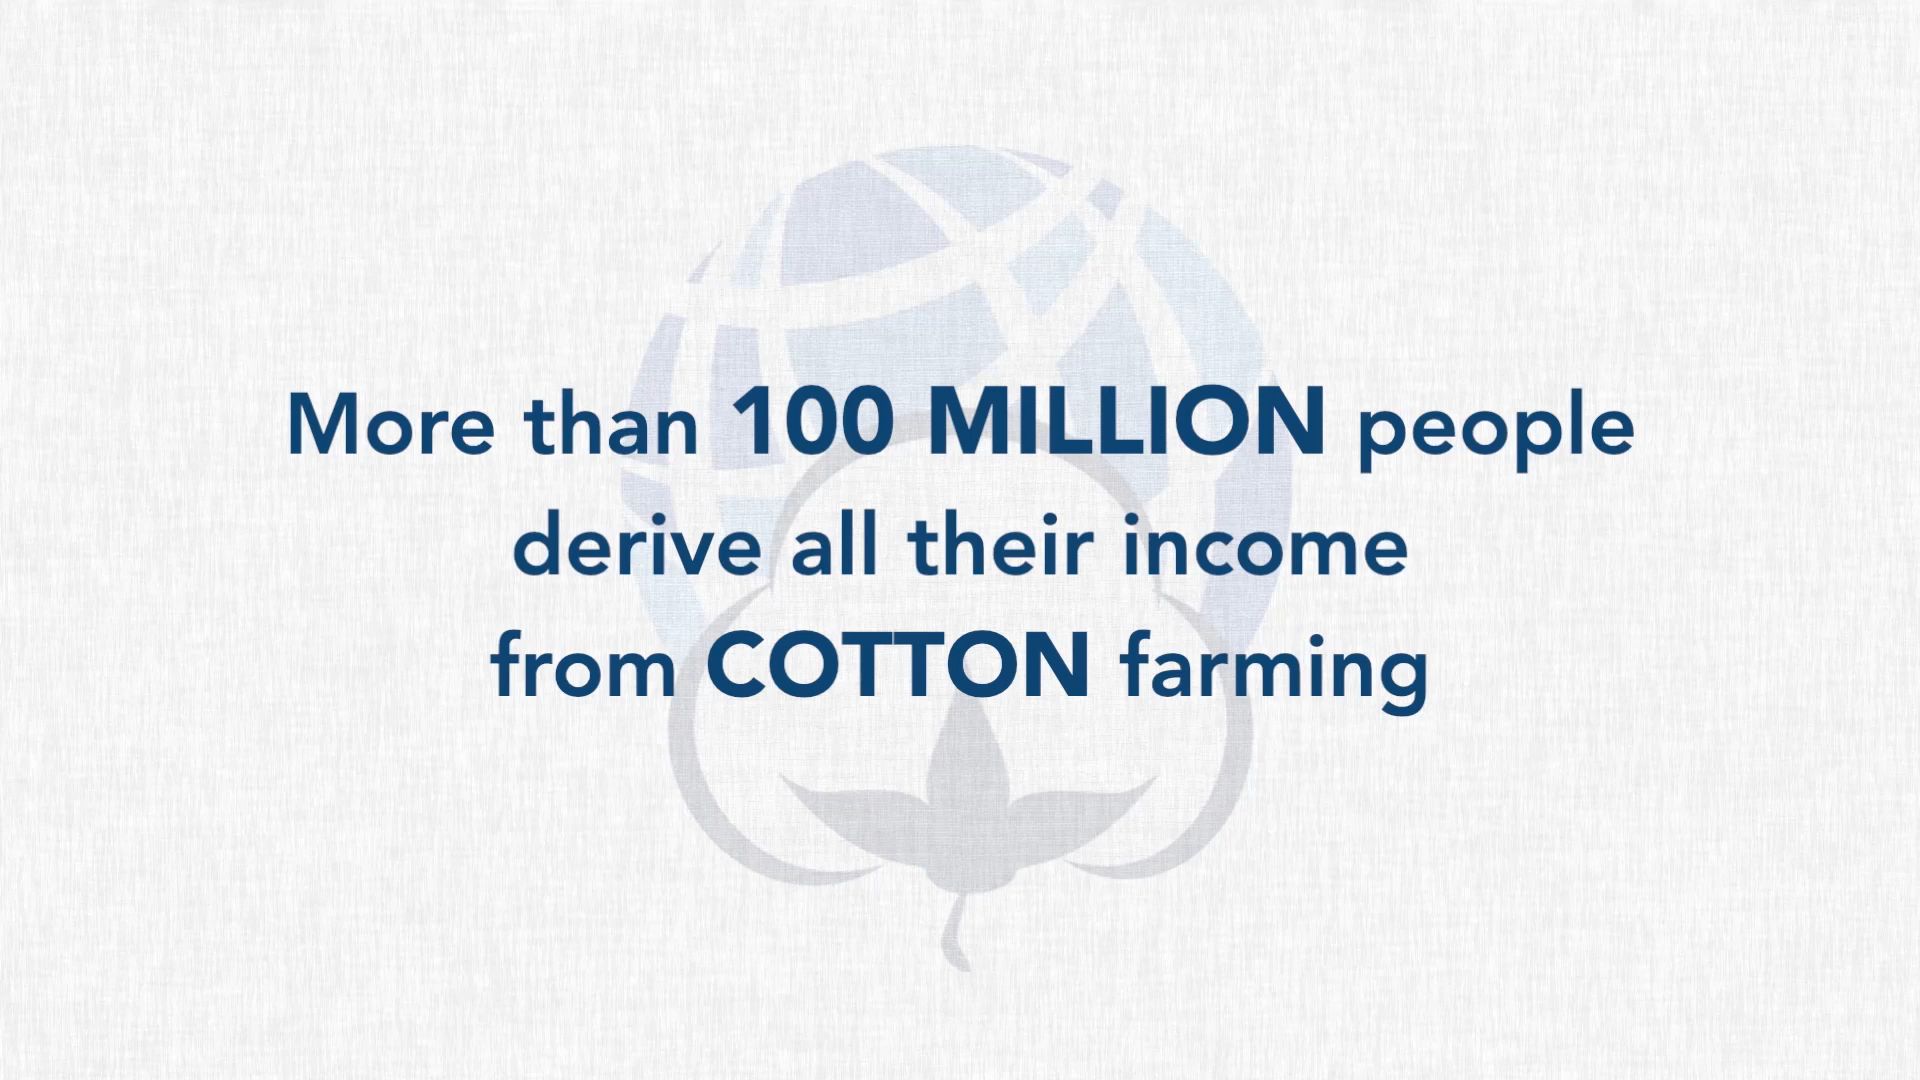 More than 100 MILLION people
derive all their income
from COTTON farming